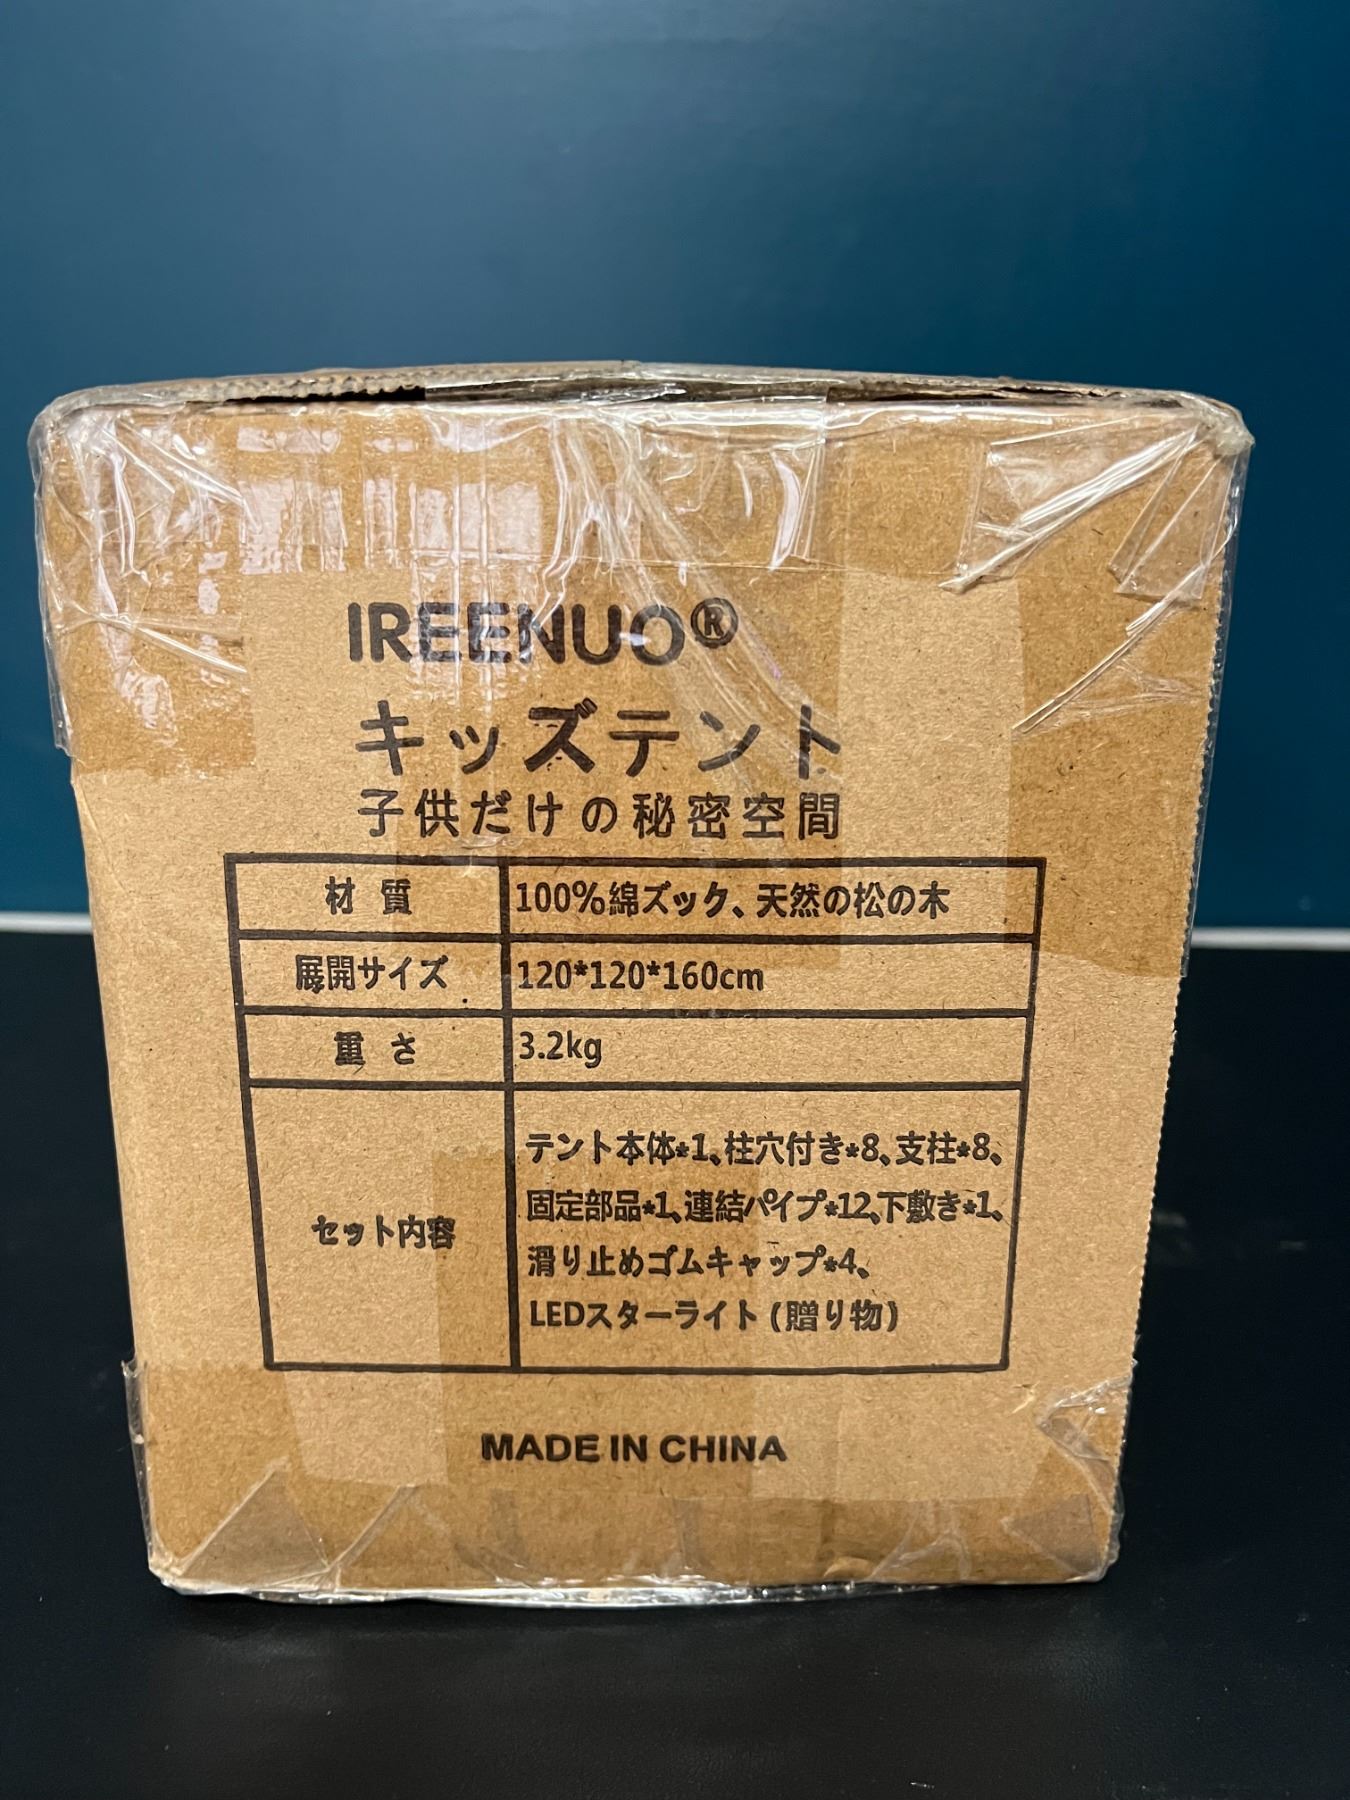 IREENUO®
キッズテント
子供だけの秘密空間
材質 100%綿ズック、天然の松の木
展開サイズ 120*120*160cm
重さ 3.2kg
セット内容 テント本体*1、柱穴付き*8、支柱*8、
固定部品*1、連結パイプ*12、下敷き*1、
滑り止めゴムキャップ*4、
LEDスターライト(贈り物)
MADE IN CHINA